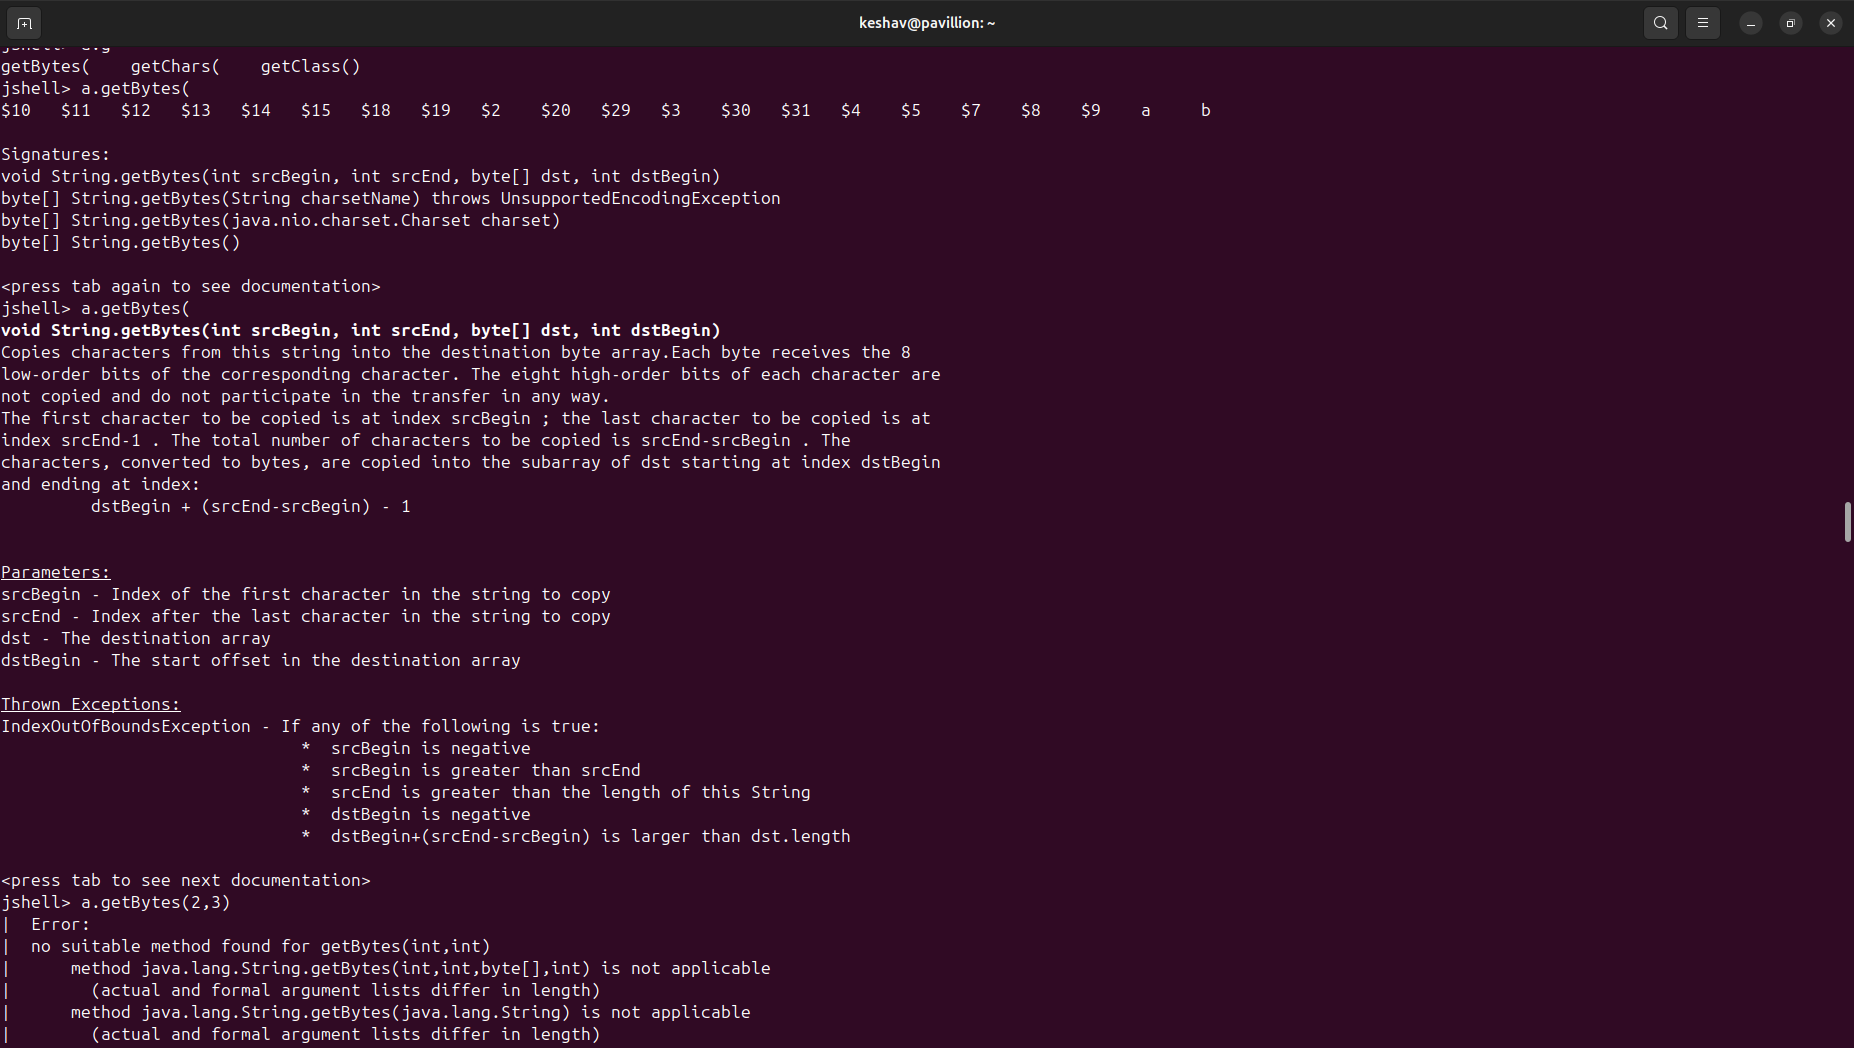 keshav@pavillion: ~
jshell> a.g
getBytes(    getChars(    getClass()
jshell> a.getBytes(
$10   $11   $12   $13   $14   $15   $18   $19   $2    $20   $29   $3    $30   $31   $4    $5    $7    $8    $9    a     b

Signatures:
void String.getBytes(int srcBegin, int srcEnd, byte[] dst, int dstBegin)
byte[] String.getBytes(String charsetName) throws UnsupportedEncodingException
byte[] String.getBytes(java.nio.charset.Charset charset)
byte[] String.getBytes()

<press tab again to see documentation>
jshell> a.getBytes(
void String.getBytes(int srcBegin, int srcEnd, byte[] dst, int dstBegin)
Copies characters from this string into the destination byte array.Each byte receives the 8
low-order bits of the corresponding character. The eight high-order bits of each character are
not copied and do not participate in the transfer in any way.
The first character to be copied is at index srcBegin ; the last character to be copied is at
index srcEnd-1 . The total number of characters to be copied is srcEnd-srcBegin . The
characters, converted to bytes, are copied into the subarray of dst starting at index dstBegin
and ending at index:
         dstBegin + (srcEnd-srcBegin) - 1

Parameters:
srcBegin - Index of the first character in the string to copy
srcEnd - Index after the last character in the string to copy
dst - The destination array
dstBegin - The start offset in the destination array

Thrown Exceptions:
IndexOutOfBoundsException - If any of the following is true:
                              *  srcBegin is negative
                              *  srcBegin is greater than srcEnd
                              *  srcEnd is greater than the length of this String
                              *  dstBegin is negative
                              *  dstBegin+(srcEnd-srcBegin) is larger than dst.length

<press tab to see next documentation>
jshell> a.getBytes(2,3)
|  Error:
|  no suitable method found for getBytes(int,int)
|      method java.lang.String.getBytes(int,int,byte[],int) is not applicable
|        (actual and formal argument lists differ in length)
|      method java.lang.String.getBytes(java.lang.String) is not applicable
|        (actual and formal argument lists differ in length)